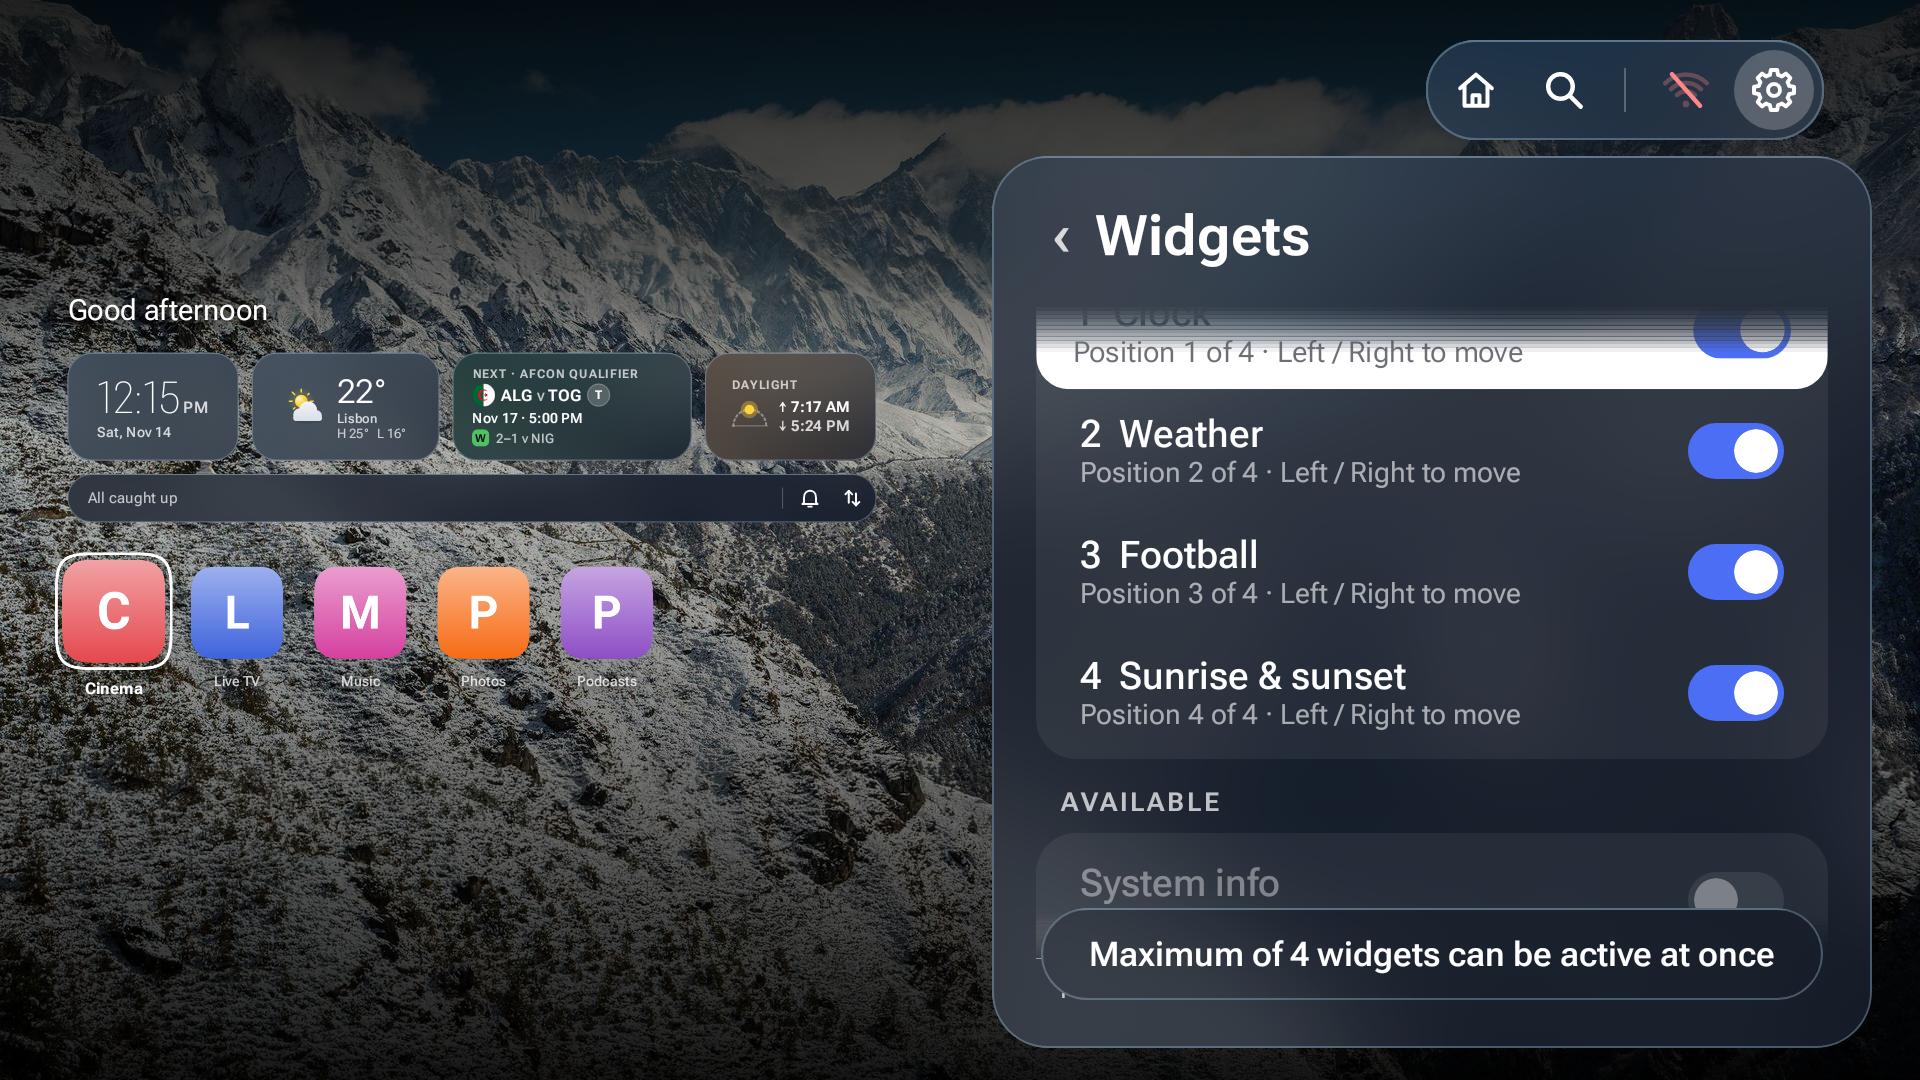 Good afternoon
12:15 PM
Sat, Nov 14
22°
Lisbon
H 25° L 16°
NEXT · AFCON QUALIFIER
ALG v TOG T
Nov 17 · 5:00 PM
W 2–1 v NIG
DAYLIGHT
↑ 7:17 AM
↓ 5:24 PM
All caught up
C
L
M
P
P
Cinema
Live TV
Music
Photos
Podcasts
‹ Widgets
1 Clock
Position 1 of 4 · Left / Right to move
2 Weather
Position 2 of 4 · Left / Right to move
3 Football
Position 3 of 4 · Left / Right to move
4 Sunrise & sunset
Position 4 of 4 · Left / Right to move
AVAILABLE
System info
Maximum of 4 widgets can be active at once